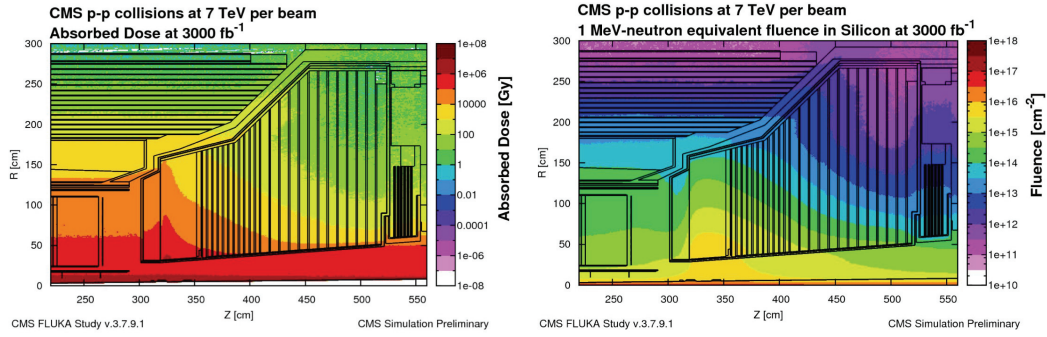 CMS p-p collisions at 7 TeV per beam
Absorbed Dose at 3000 fb⁻¹
300
250
200
150
100
50
0
R [cm]
250
300
350
400
450
500
550
Z [cm]
1e+08
1e+06
10000
100
1
0.01
0.0001
1e-06
1e-08
Absorbed Dose [Gy]
CMS FLUKA Study v.3.7.9.1
CMS Simulation Preliminary
CMS p-p collisions at 7 TeV per beam
1 MeV-neutron equivalent fluence in Silicon at 3000 fb⁻¹
300
250
200
150
100
50
0
R [cm]
250
300
350
400
450
500
550
Z [cm]
1e+18
1e+17
1e+16
1e+15
1e+14
1e+13
1e+12
1e+11
1e+10
Fluence [cm⁻²]
CMS FLUKA Study v.3.7.9.1
CMS Simulation Preliminary